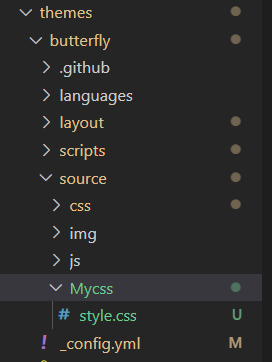 themes
butterfly
.github
languages
layout
scripts
source
css
img
js
Mycss
# style.css U
! _config.yml M